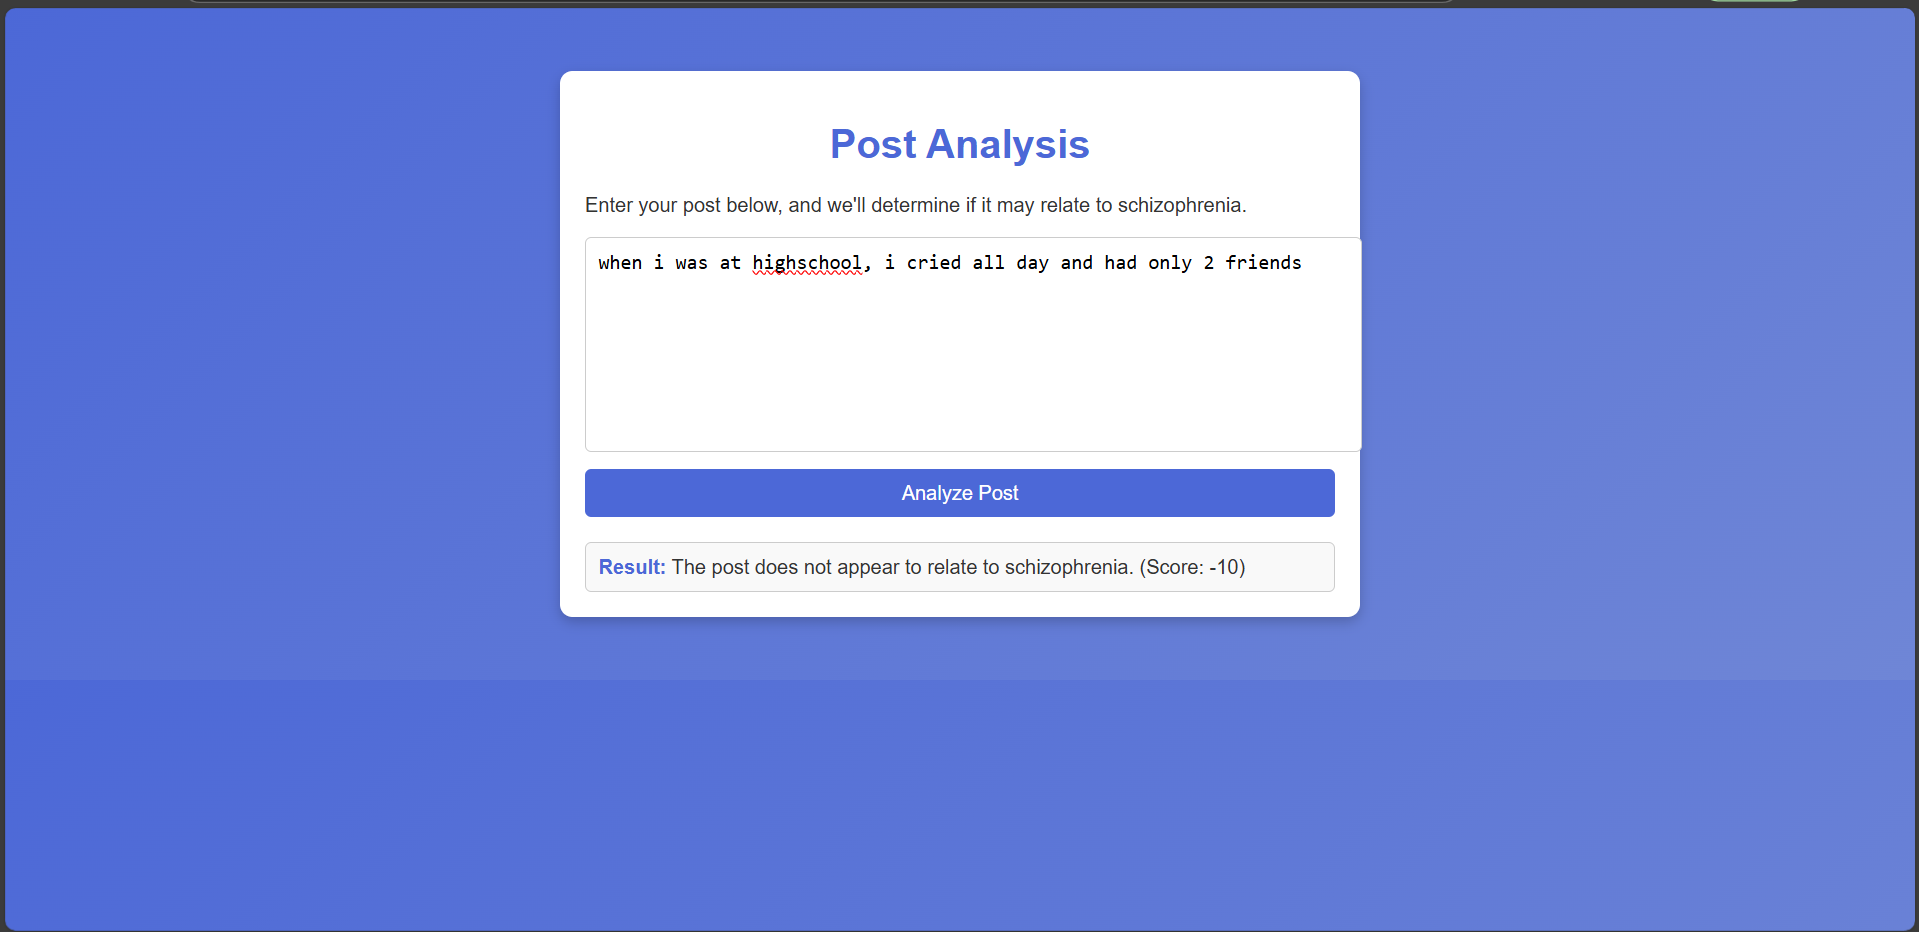 Post Analysis
Enter your post below, and we'll determine if it may relate to schizophrenia.
when i was at highschool, i cried all day and had only 2 friends
Analyze Post
Result: The post does not appear to relate to schizophrenia. (Score: -10)